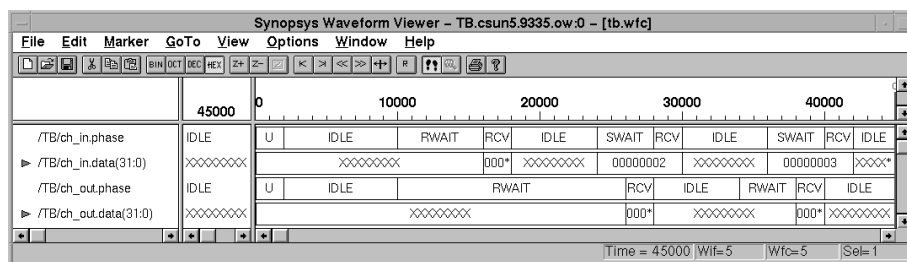 Synopsys Waveform Viewer – TB.csun5.9335.ow:0 – [tb.wfc]
File Edit Marker GoTo View Options Window Help
BIN OCT DEC HEX Z+ Z- R
45000 0 10000 20000 30000 40000
/TB/ch_in.phase IDLE U IDLE RWAIT RCV IDLE SWAIT RCV IDLE SWAIT RCV IDLE
/TB/ch_in.data(31:0) XXXXXXXX XXXXXXXX 000* XXXXXXXX 00000002 XXXXXXXX 00000003 XXXX*
/TB/ch_out.phase IDLE U IDLE RWAIT RCV IDLE RWAIT RCV IDLE
/TB/ch_out.data(31:0) XXXXXXXX XXXXXXXX 000* XXXXXXXX 000* XXXXXXXX
Time = 45000 Wif=5 Wfc=5 Sel=1